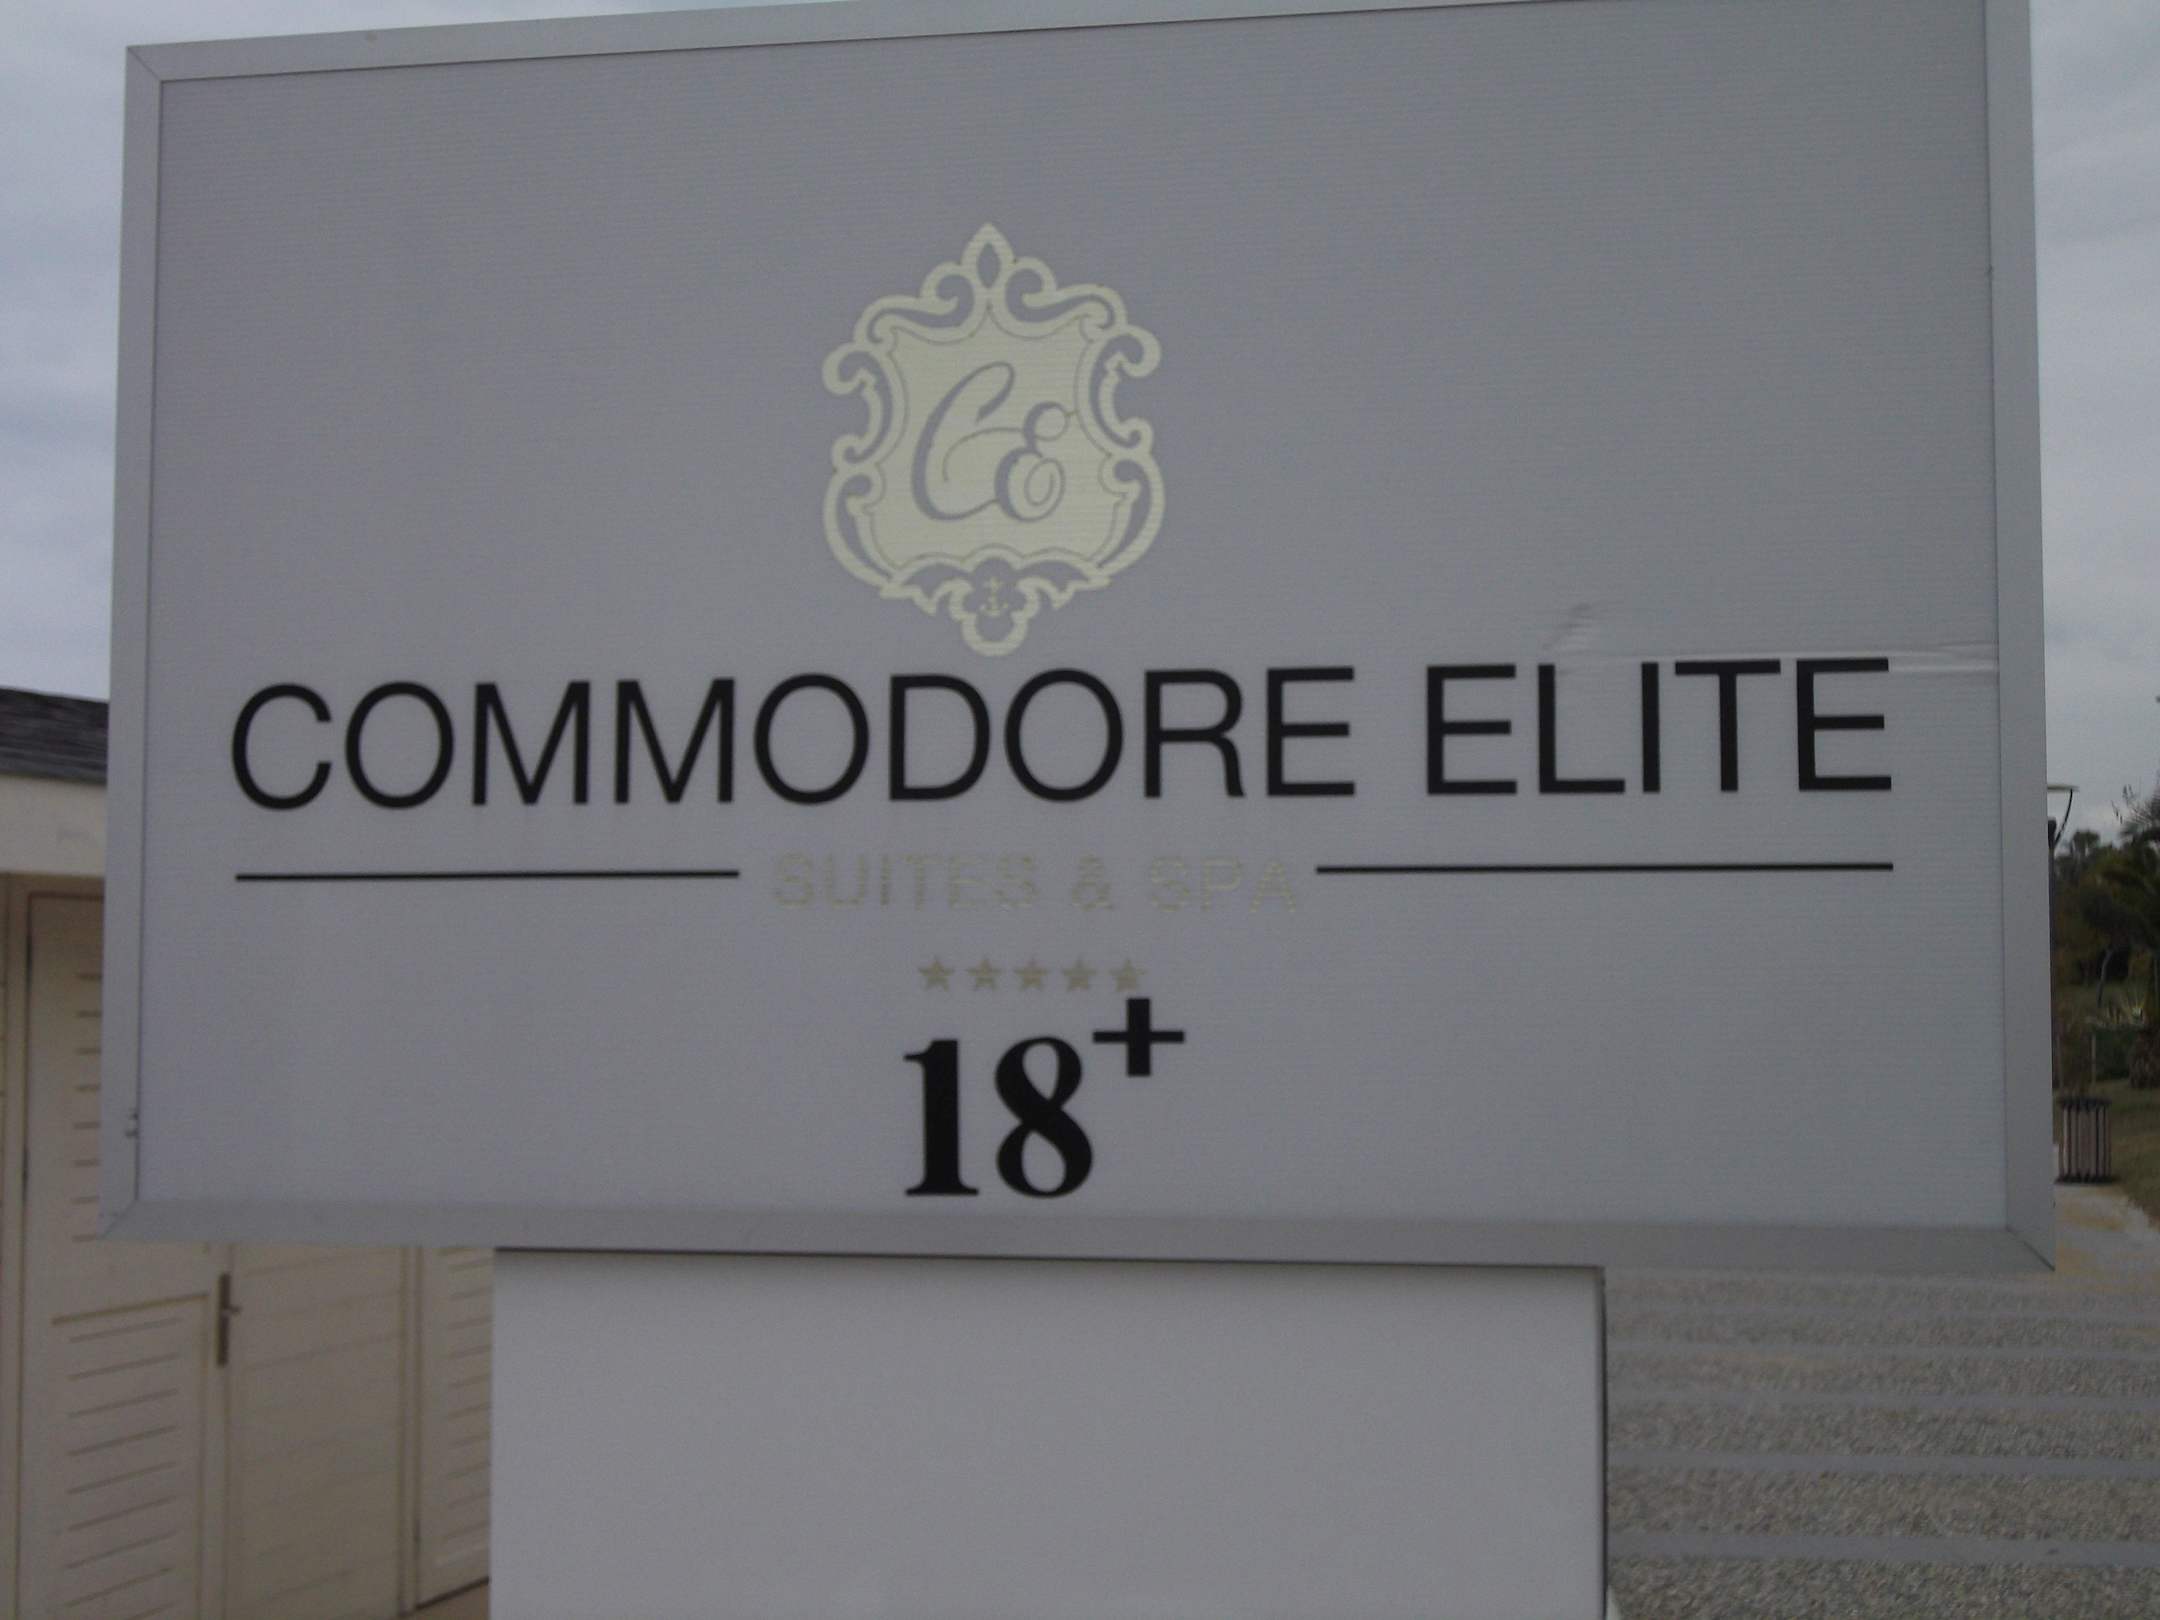 CE
COMMODORE ELITE
SUITES & SPA
★★★★★
18+